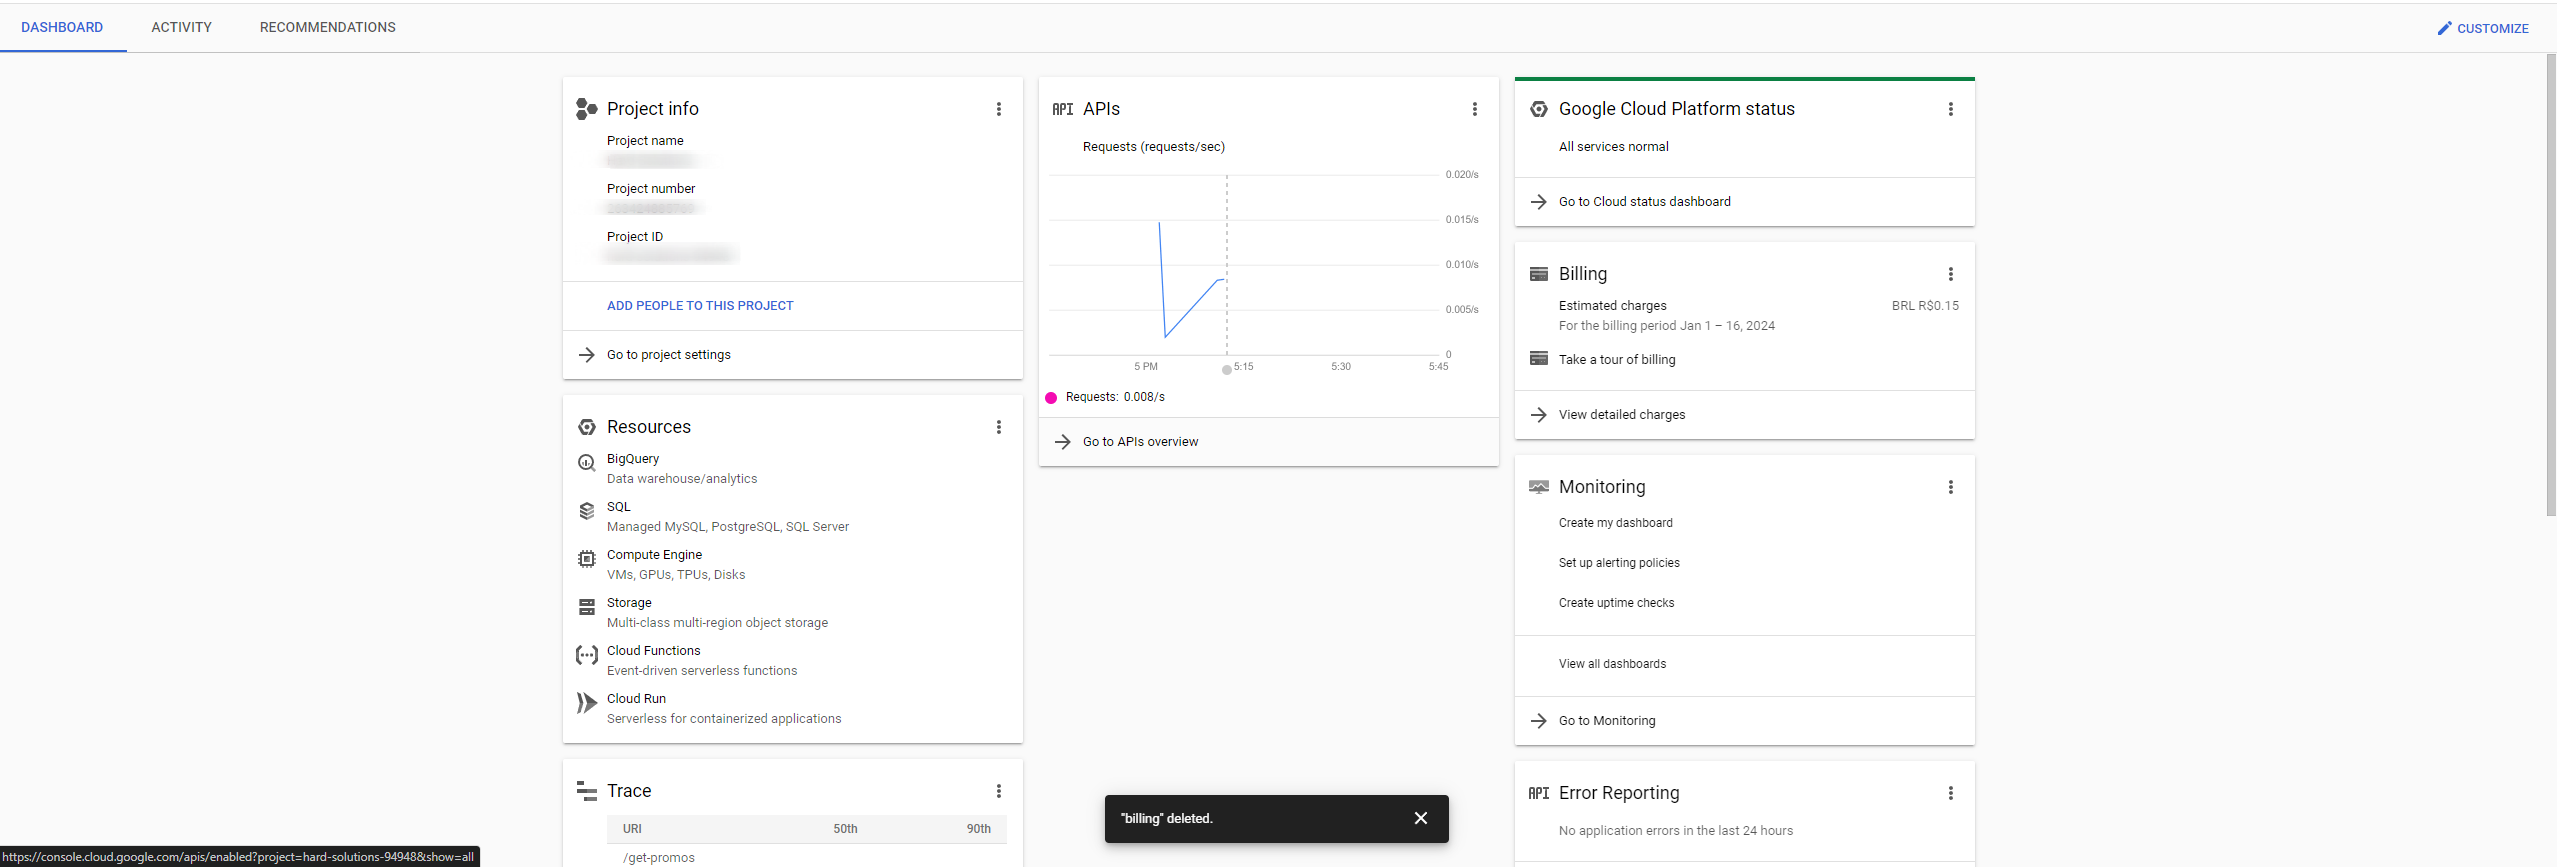 DASHBOARD
ACTIVITY
RECOMMENDATIONS
CUSTOMIZE
Project info
Project name
Project number
Project ID
ADD PEOPLE TO THIS PROJECT
Go to project settings
Resources
BigQuery
Data warehouse/analytics
SQL
Managed MySQL, PostgreSQL, SQL Server
Compute Engine
VMs, GPUs, TPUs, Disks
Storage
Multi-class multi-region object storage
Cloud Functions
Event-driven serverless functions
Cloud Run
Serverless for containerized applications
Trace
URI 50th 90th
/get-promos
API APIs
Requests (requests/sec)
0.020/s
0.015/s
0.010/s
0.005/s
0
5 PM 5:15 5:30 5:45
Requests: 0.008/s
Go to APIs overview
Google Cloud Platform status
All services normal
Go to Cloud status dashboard
Billing
Estimated charges BRL R$0.15
For the billing period Jan 1 – 16, 2024
Take a tour of billing
View detailed charges
Monitoring
Create my dashboard
Set up alerting policies
Create uptime checks
View all dashboards
Go to Monitoring
API Error Reporting
No application errors in the last 24 hours
"billing" deleted.
https://console.cloud.google.com/apis/enabled?project=hard-solutions-94948&show=all